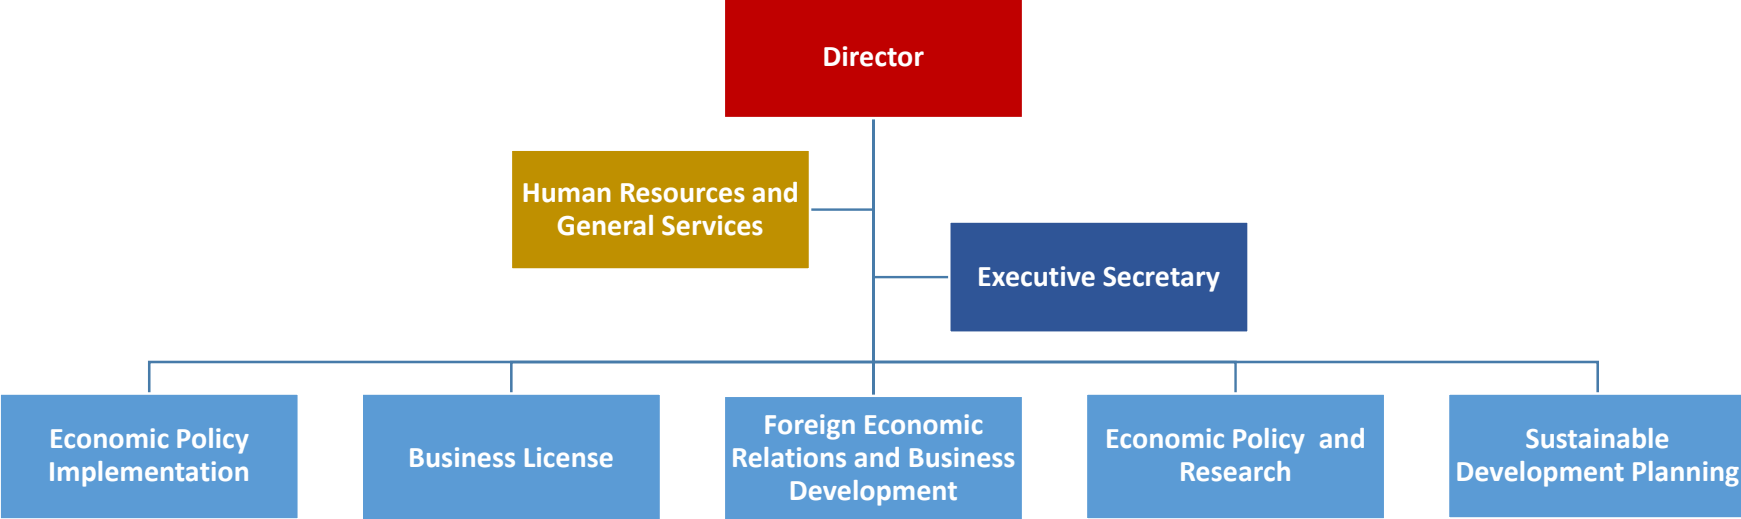 Director
Human Resources and
General Services
Executive Secretary
Economic Policy
Implementation
Business License
Foreign Economic
Relations and Business
Development
Economic Policy  and
Research
Sustainable
Development Planning